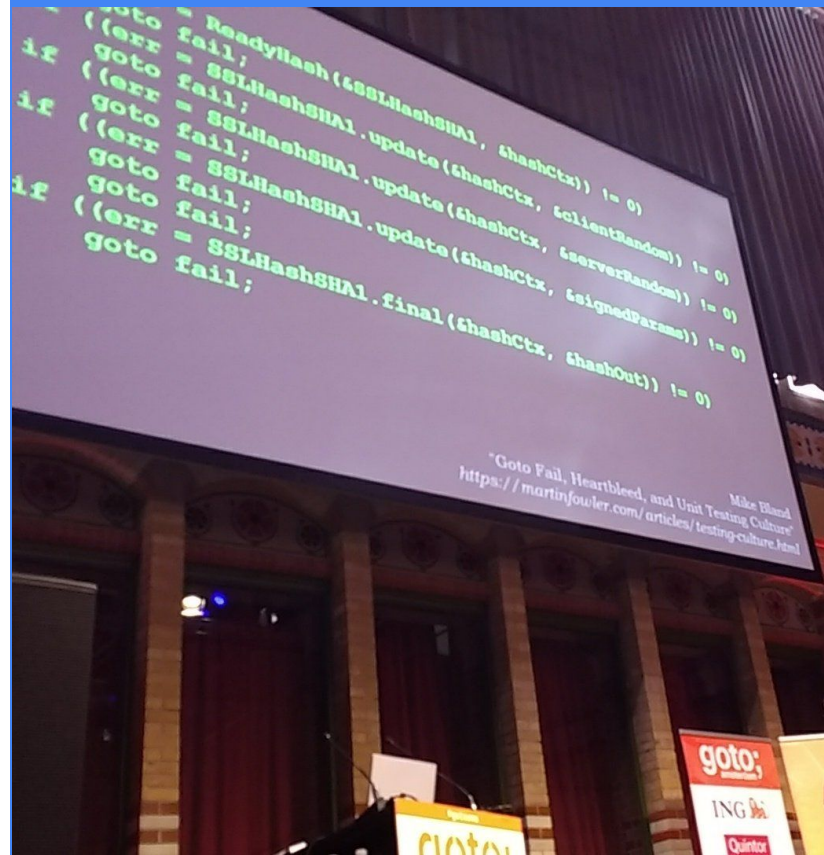 goto fail;
= ReadyHash(&SSLHashSHA1, &hashCtx)) != 0)
goto fail;
((err = SSLHashSHA1.update(&hashCtx, &clientRandom)) != 0)
goto fail;
if ((err = SSLHashSHA1.update(&hashCtx, &serverRandom)) != 0)
goto fail;
if ((err = SSLHashSHA1.update(&hashCtx, &signedParams)) != 0)
goto fail;
goto fail;
if ((err = SSLHashSHA1.final(&hashCtx, &hashOut)) != 0)
goto fail;
Mike Bland
"Goto Fail, Heartbleed, and Unit Testing Culture"
https://martinfowler.com/articles/testing-culture.html
goto;
amsterdam
ING
Quintor
goto;